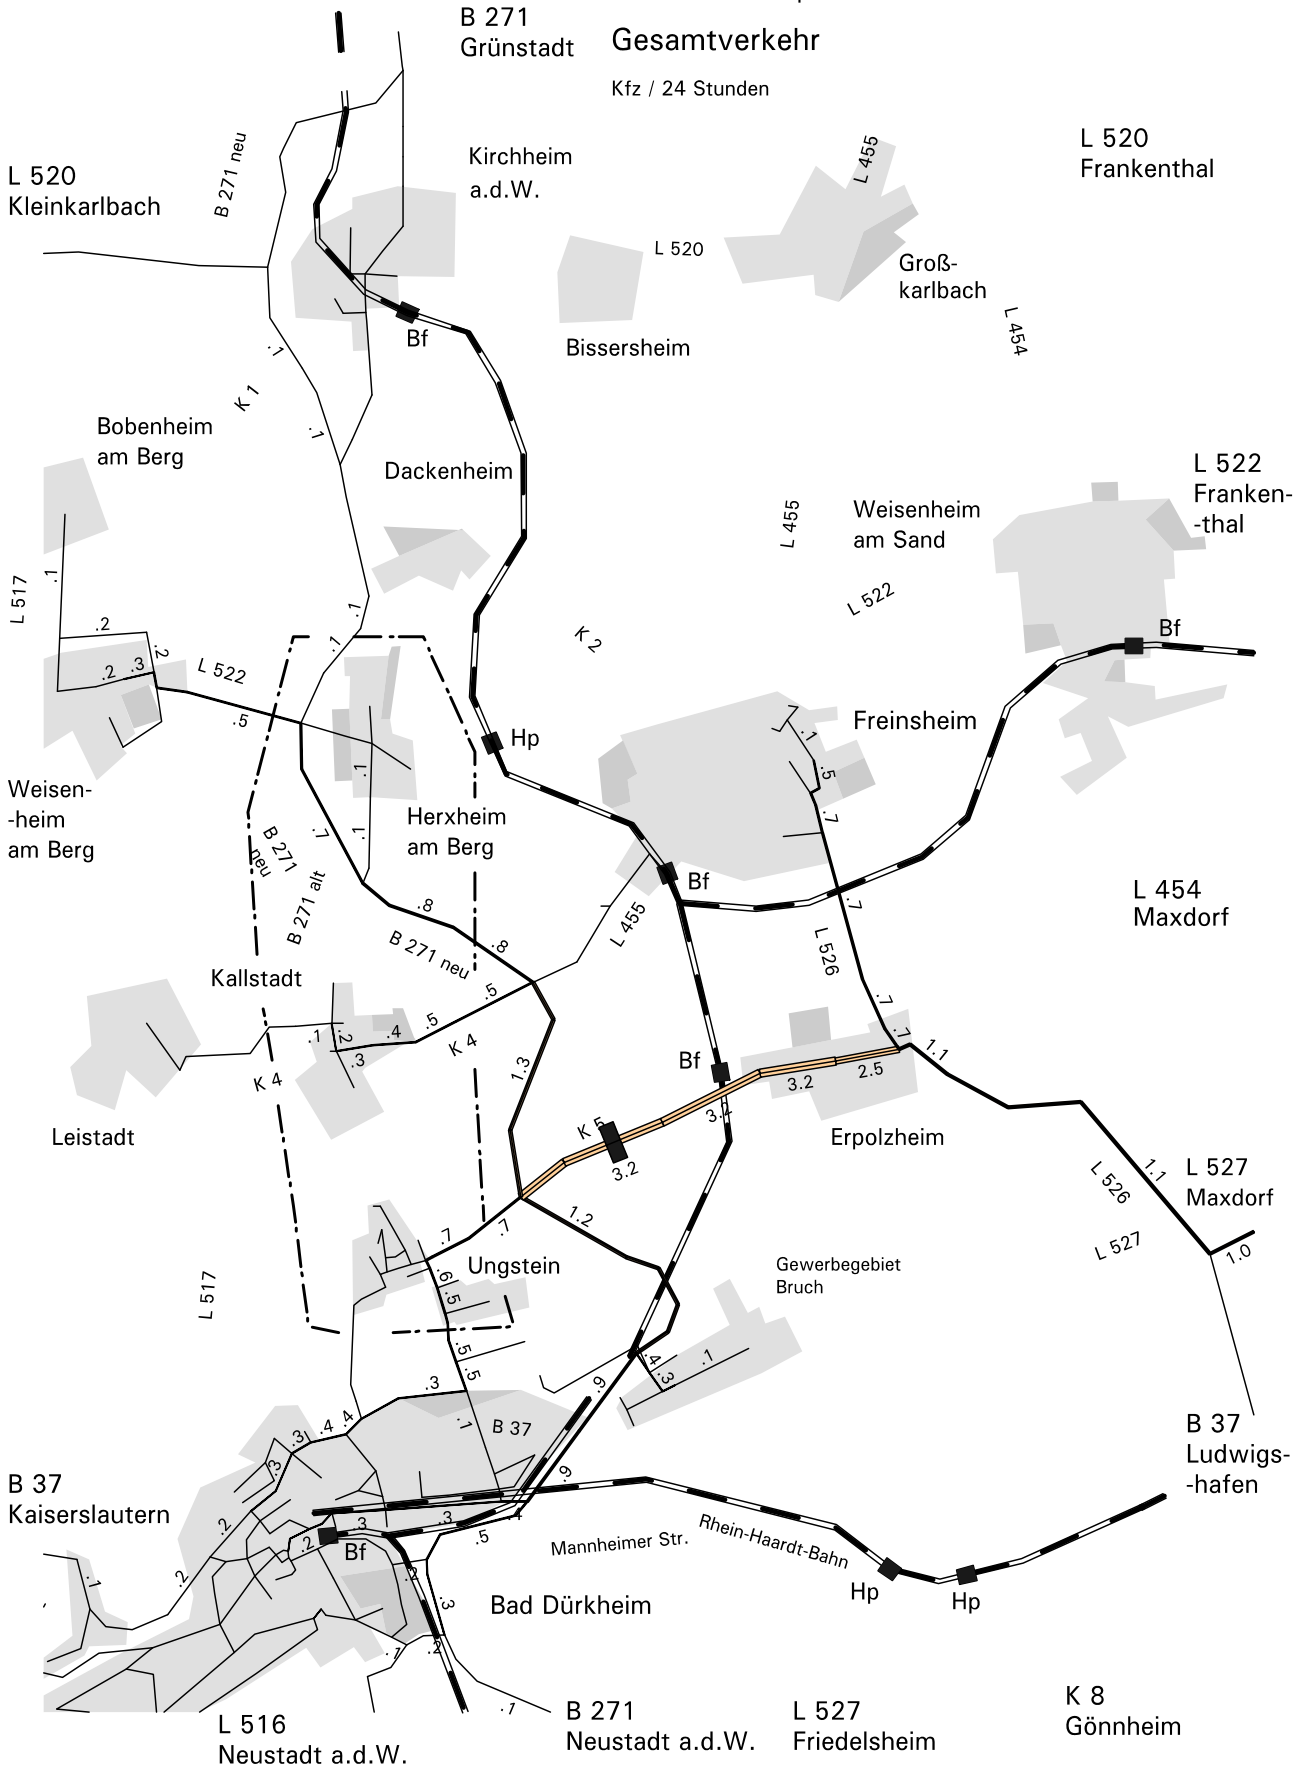 B 271
Grünstadt
Gesamtverkehr
Kfz / 24 Stunden
L 520
Kleinkarlbach
B 271 neu
Kirchheim
a.d.W.
L 455
L 520
Frankenthal
L 520
Groß-
karlbach
Bf
Bissersheim
L 454
.1
K 1
.1
Bobenheim
am Berg
Dackenheim
L 455
Weisenheim
am Sand
L 522
Franken-
-thal
L 517
.1
.2
.2
.2
.3
L 522
.5
.1
.1
K 2
L 522
Bf
Hp
Freinsheim
.1
.5
.7
Weisen-
-heim
am Berg
.1
.1
.7
B 271
neu
B 271 alt
Herxheim
am Berg
Bf
.8
.8
B 271 neu
L 455
.7
L 526
L 454
Maxdorf
Kallstadt
.5
.5
.4
.1
.2
.3
K 4
K 4
1.3
Bf
.7
.7
1.1
3.2
2.5
3.2
K 5
3.2
Leistadt
Erpolzheim
1.1
L 526
L 527
Maxdorf
L 527
1.0
.7
.7
1.2
Ungstein
.6
.5
Gewerbegebiet
Bruch
L 517
.5
.5
.4
.3
.1
.3
.9
.1
B 37
.4
.4
.3
.3
.9
B 37
Ludwigs-
-hafen
B 37
Kaiserslautern
.2
.3
.3
.4
.5
.2
Bf
Mannheimer Str.
Rhein-Haardt-Bahn
Hp
Hp
.1
.2
.2
.3
Bad Dürkheim
.1
.2
.1
L 516
Neustadt a.d.W.
B 271
Neustadt a.d.W.
L 527
Friedelsheim
K 8
Gönnheim